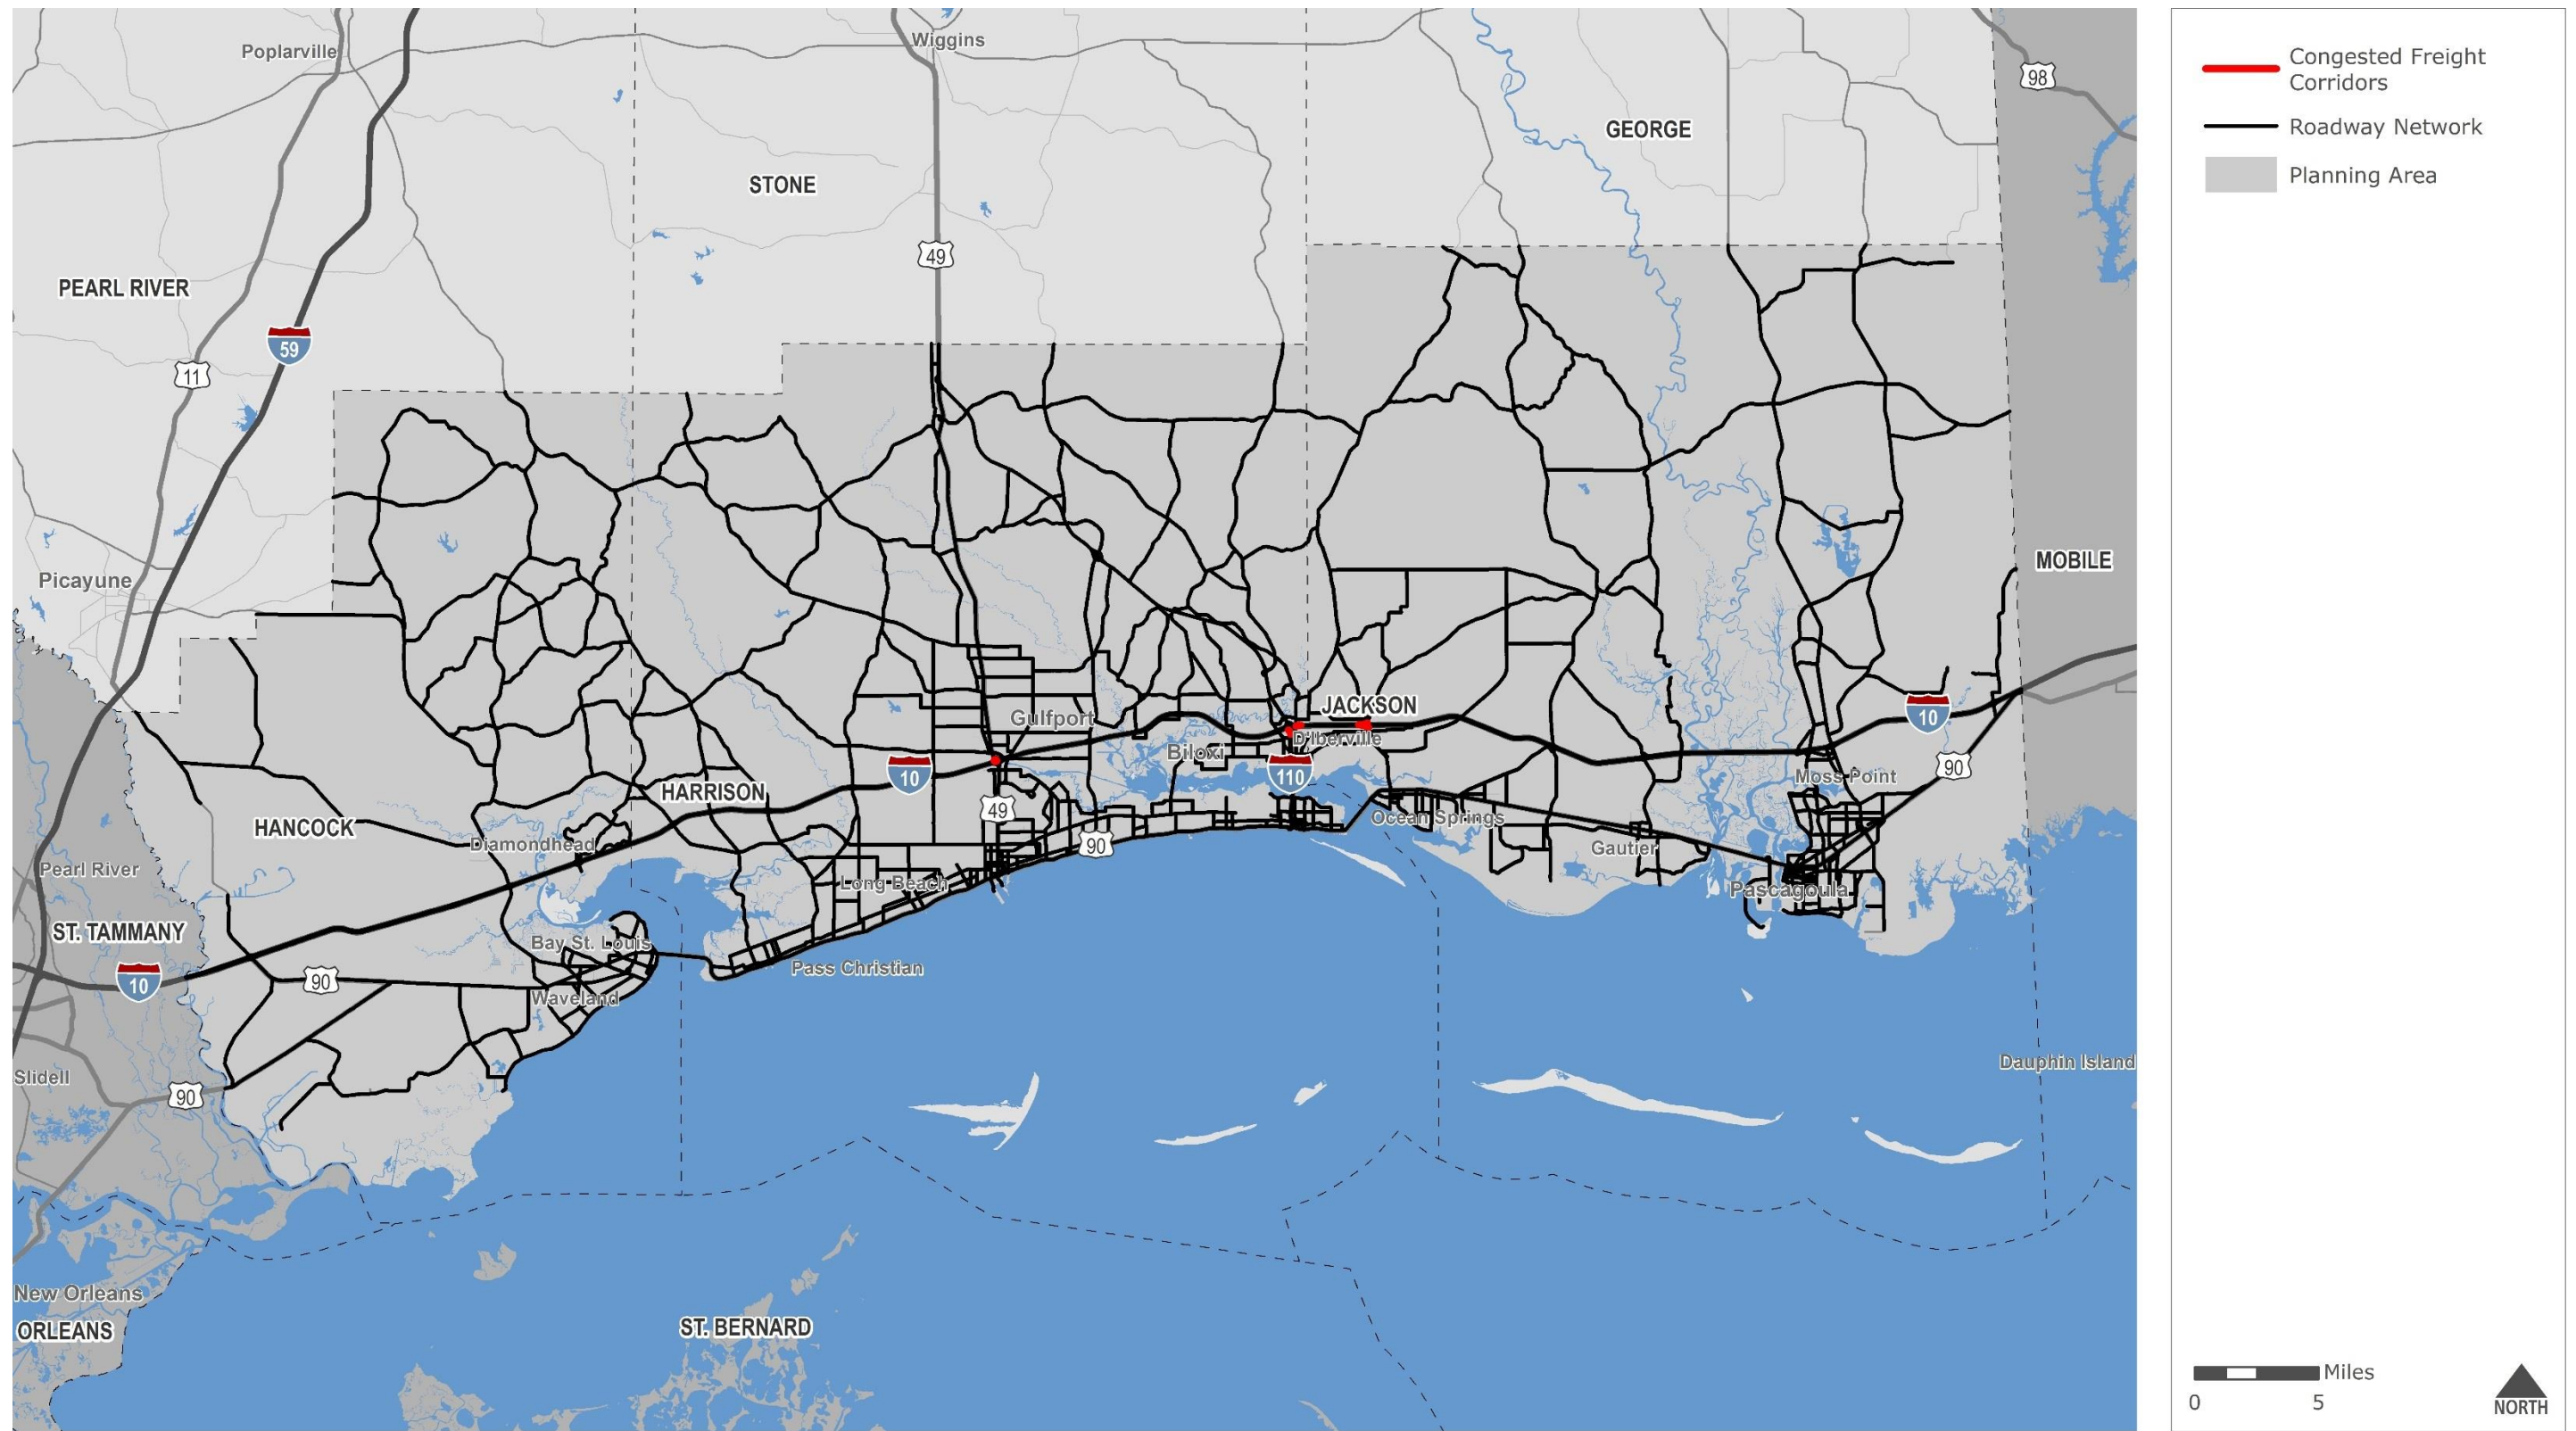 Poplarville
Wiggins
98
Congested Freight
Corridors
Roadway Network
GEORGE
Planning Area
STONE
49
PEARL RIVER
59
11
MOBILE
Picayune
JACKSON
10
Gulfport
D'Iberville
Biloxi
90
10
110
Moss Point
HARRISON
49
Ocean Springs
HANCOCK
Diamondhead
90
Gautier
Pearl River
Long Beach
Pascagoula
ST. TAMMANY
Bay St. Louis
Pass Christian
10
90
Waveland
Dauphin Island
Slidell
90
New Orleans
ORLEANS
ST. BERNARD
Miles
0 5
NORTH